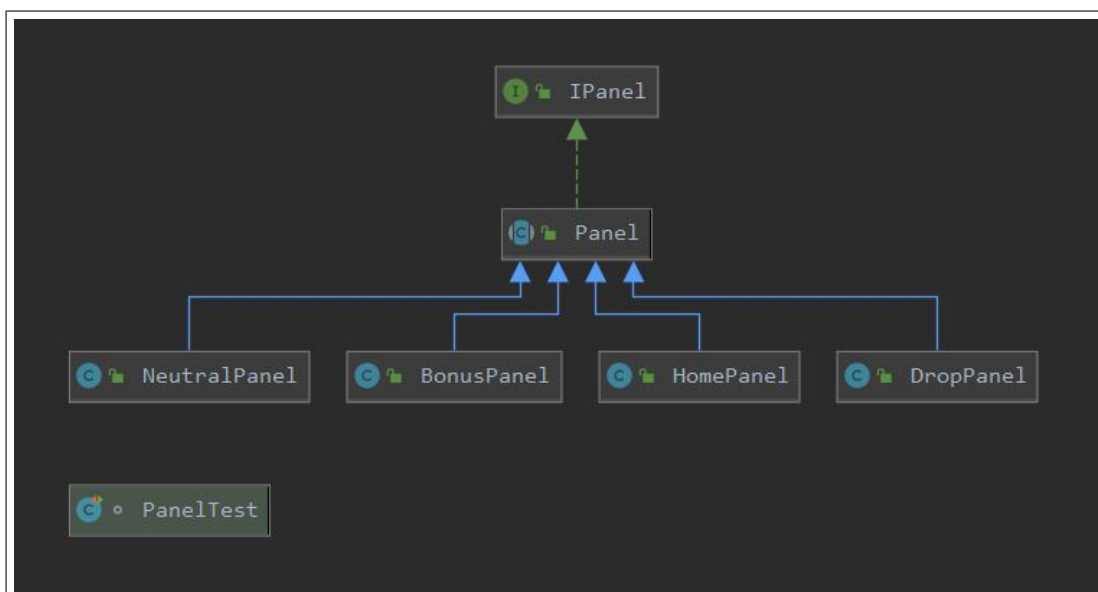 I IPanel
C Panel
C NeutralPanel
C BonusPanel
C HomePanel
C DropPanel
C PanelTest